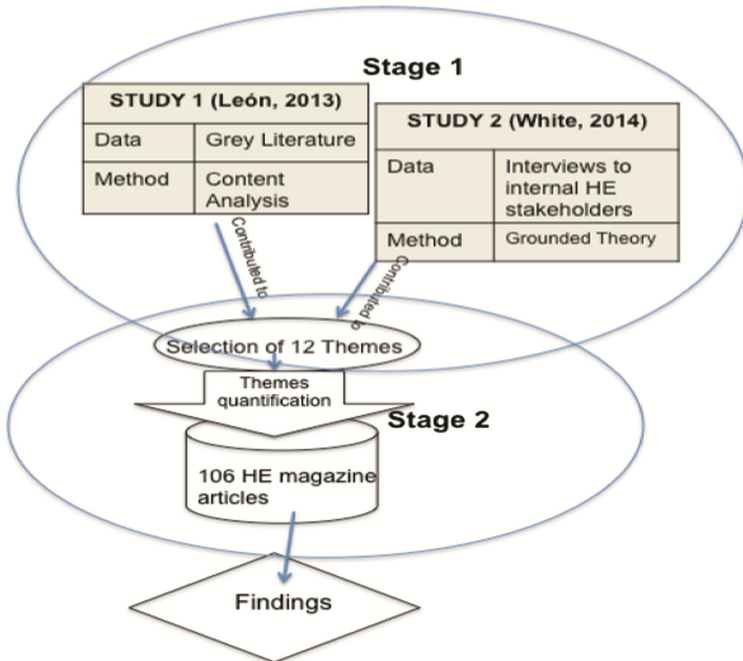 Stage 1
STUDY 1 (León, 2013)
Data Grey Literature
Method Content
Analysis
STUDY 2 (White, 2014)
Data Interviews to
internal HE
stakeholders
Method Grounded Theory
Contributed to
Contributed to
Selection of 12 Themes
Themes
quantification
Stage 2
106 HE magazine
articles
Findings